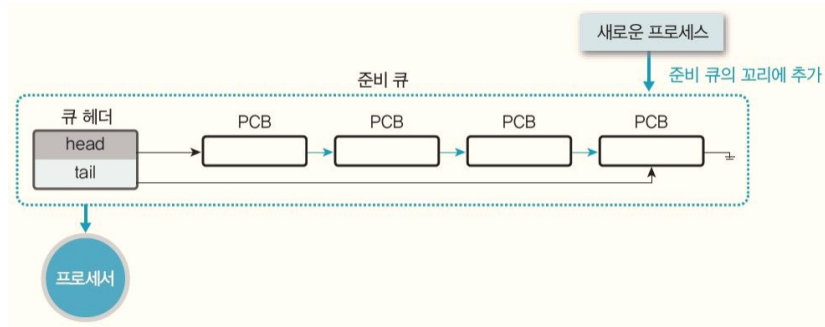 새로운 프로세스
준비 큐의 꼬리에 추가
준비 큐
큐 헤더
PCB
PCB
PCB
PCB
head
tail
프로세서